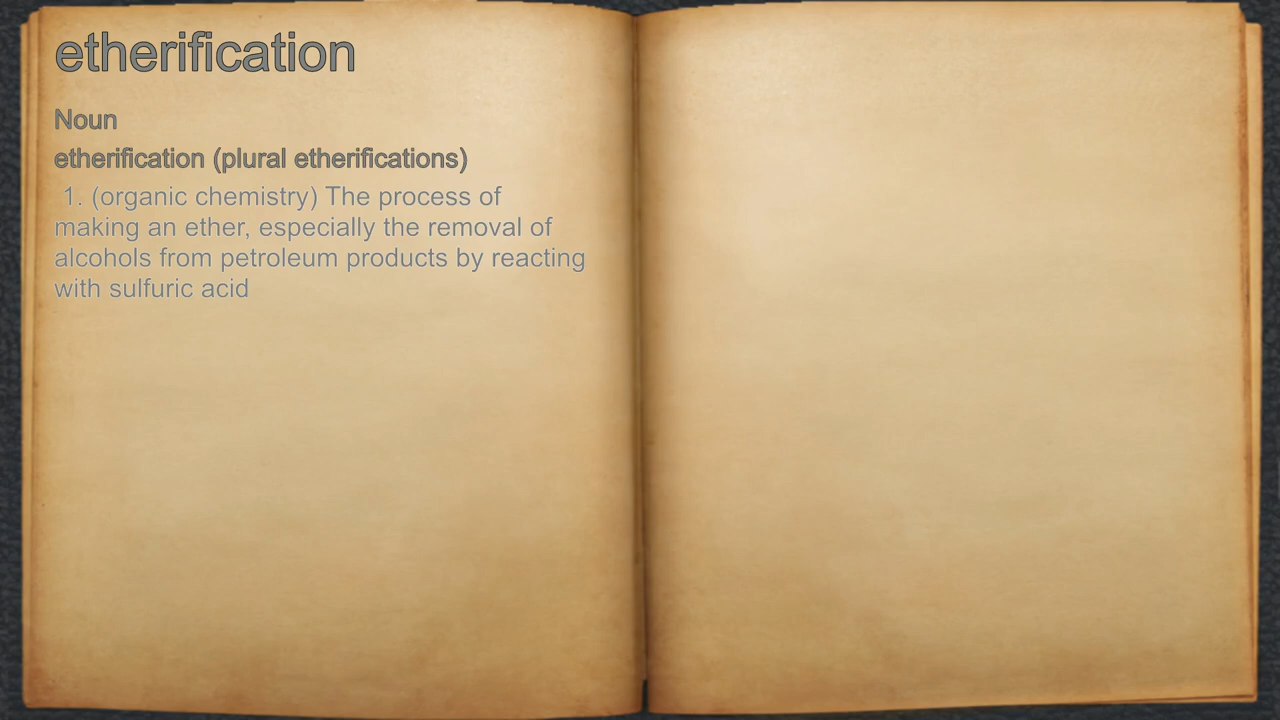 etherification
Noun
etherification (plural etherifications)
1. (organic chemistry) The process of
making an ether, especially the removal of
alcohols from petroleum products by reacting
with sulfuric acid